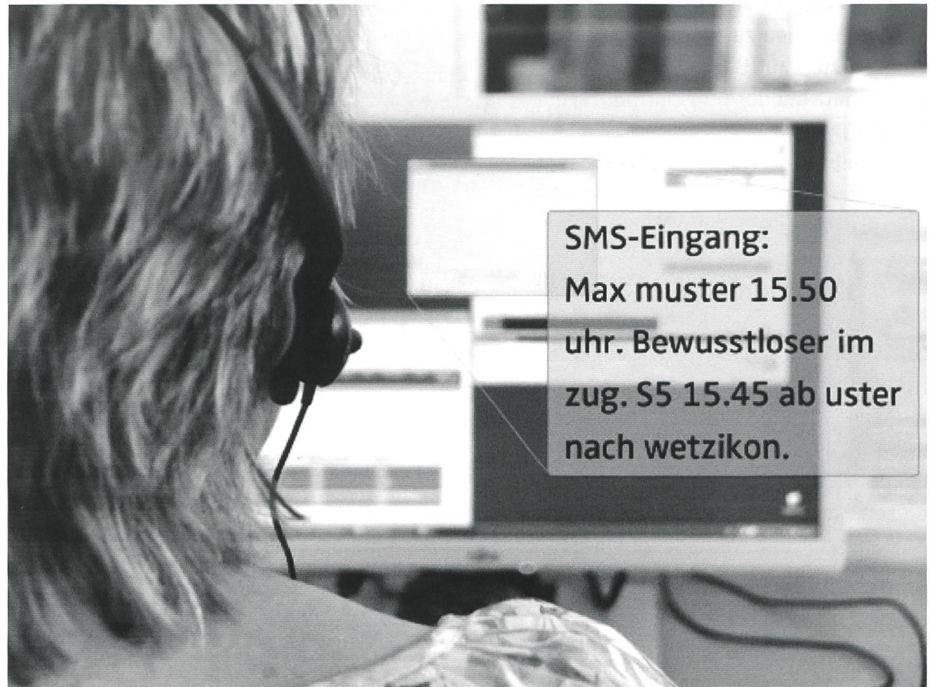 SMS-Eingang:
Max muster 15.50
uhr. Bewusstloser im
zug. S5 15.45 ab uster
nach wetzikon.